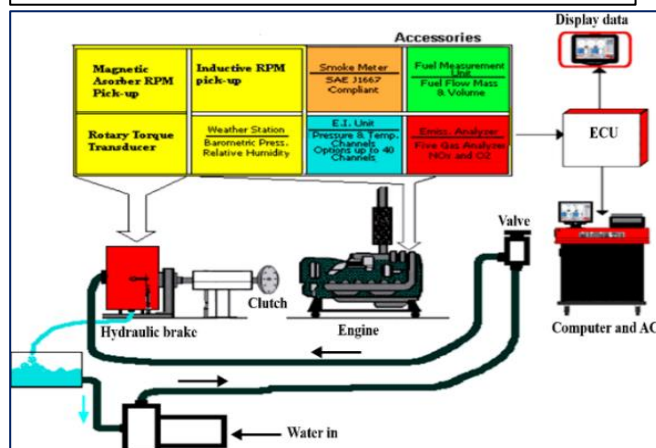 Accessories
Display data
Magnetic
Asorber RPM
Pick-up
Inductive RPM
pick-up
Smoke Meter
SAE J1667
Compliant
Fuel Measurement
Unit
Fuel Flow Mass
& Volume
Rotary Torque
Transducer
Weather Station
Barometric Press.
Relative Humidity
E.I. Unit
Pressure & Temp.
Channels
Options up to 40
Channels
Emiss. Analyzer
Five Gas Analyzer
NOx and O2
ECU
Valve
Clutch
Hydraulic brake
Engine
Computer and AC
Water in